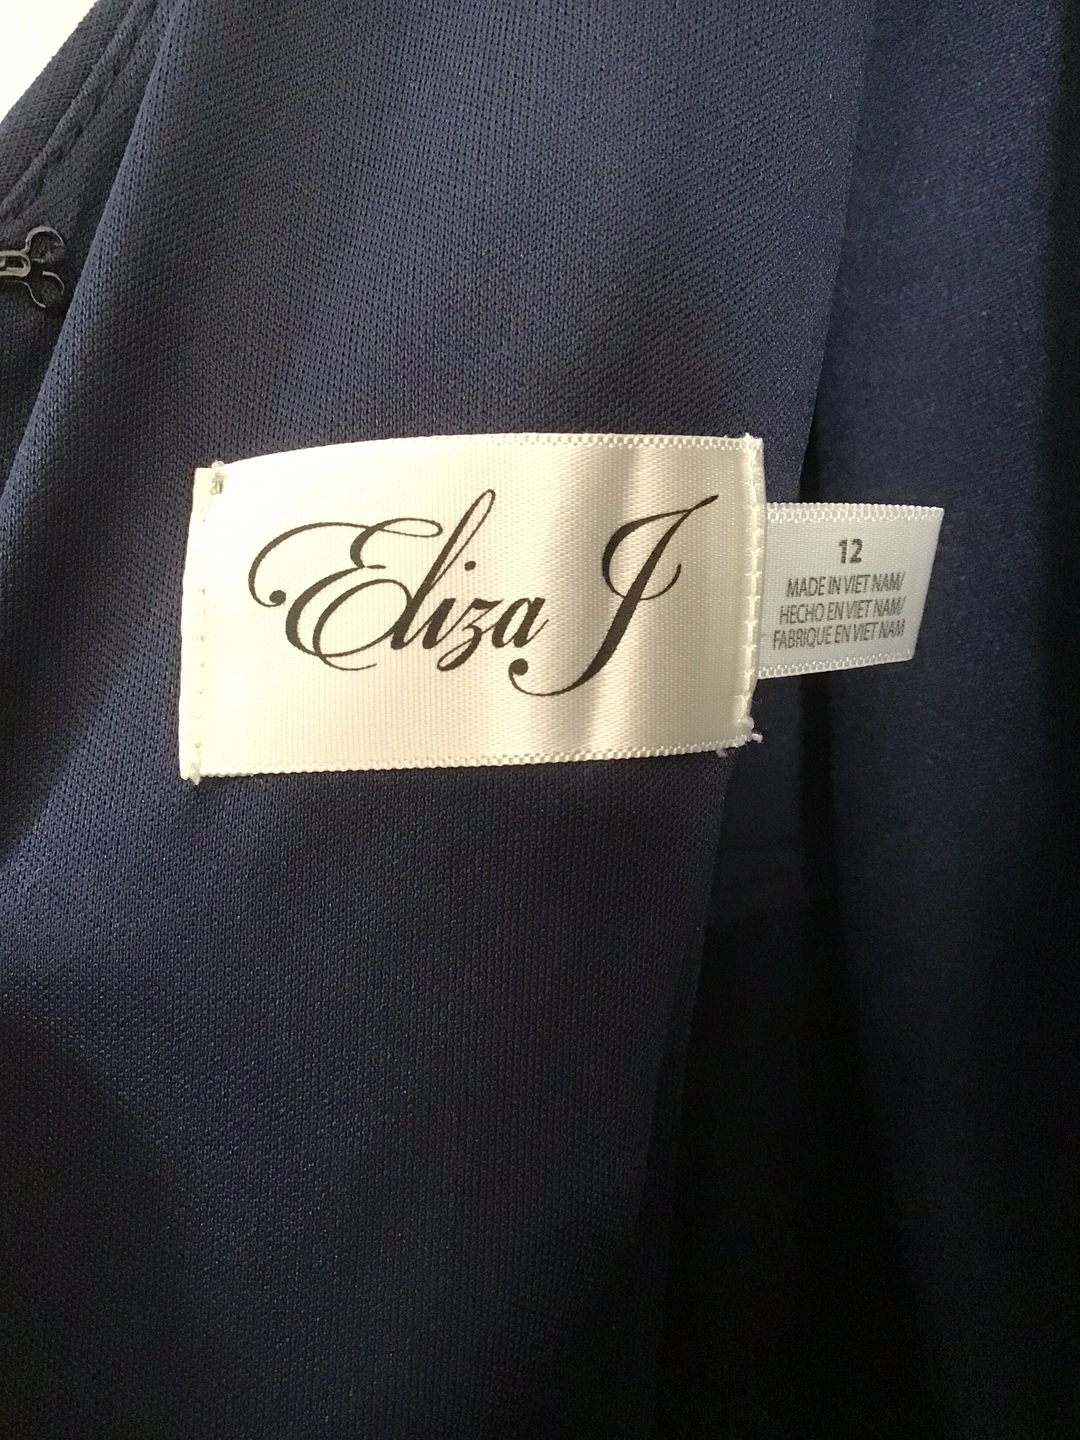 Eliza J
12
MADE IN VIET NAM/
HECHO EN VIET NAM/
FABRIQUE EN VIET NAM